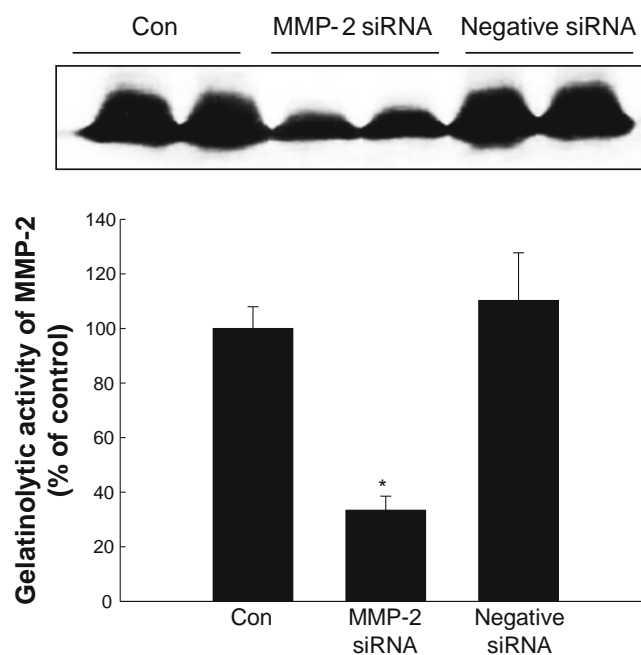 Con MMP-2 siRNA Negative siRNA
Gelatinolytic activity of MMP-2
(% of control)
140
120
100
80
60
40
20
0
*
Con MMP-2 Negative
siRNA siRNA